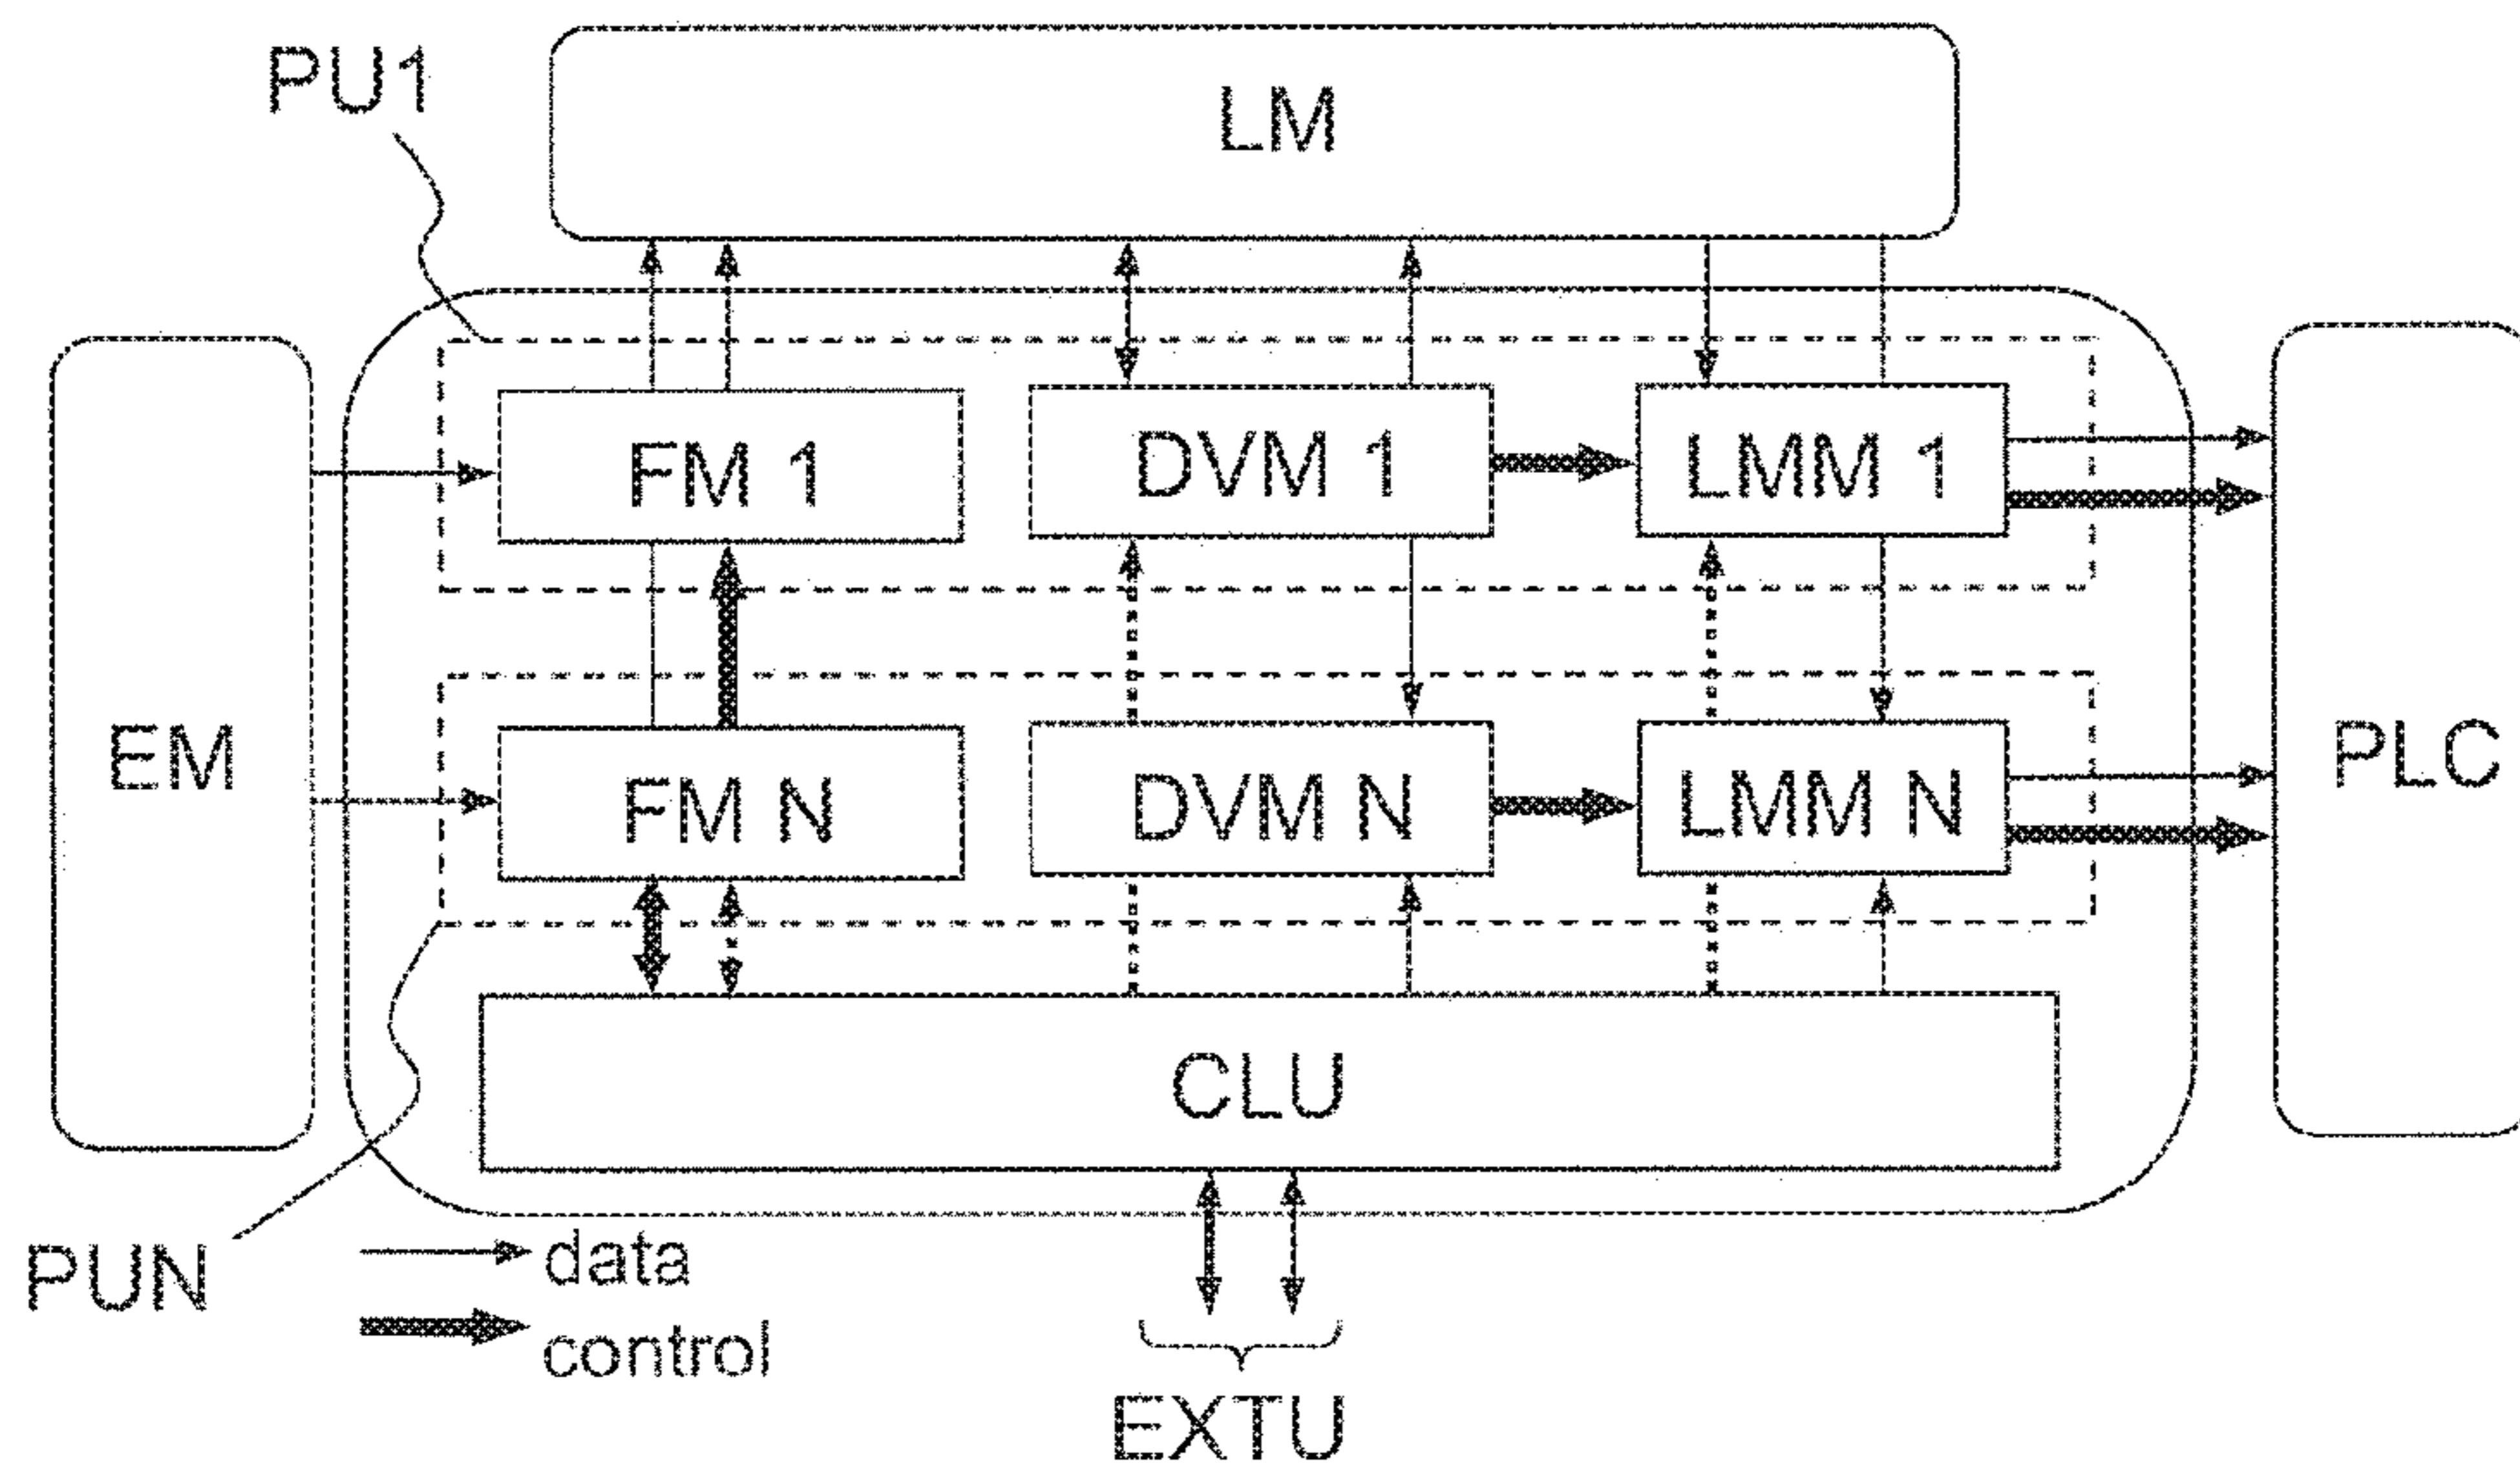 PU1
LM
FM 1
DVM 1
LMM 1
EM
FM N
DVM N
LMM N
PLC
CLU
PUN
data
control
EXTU